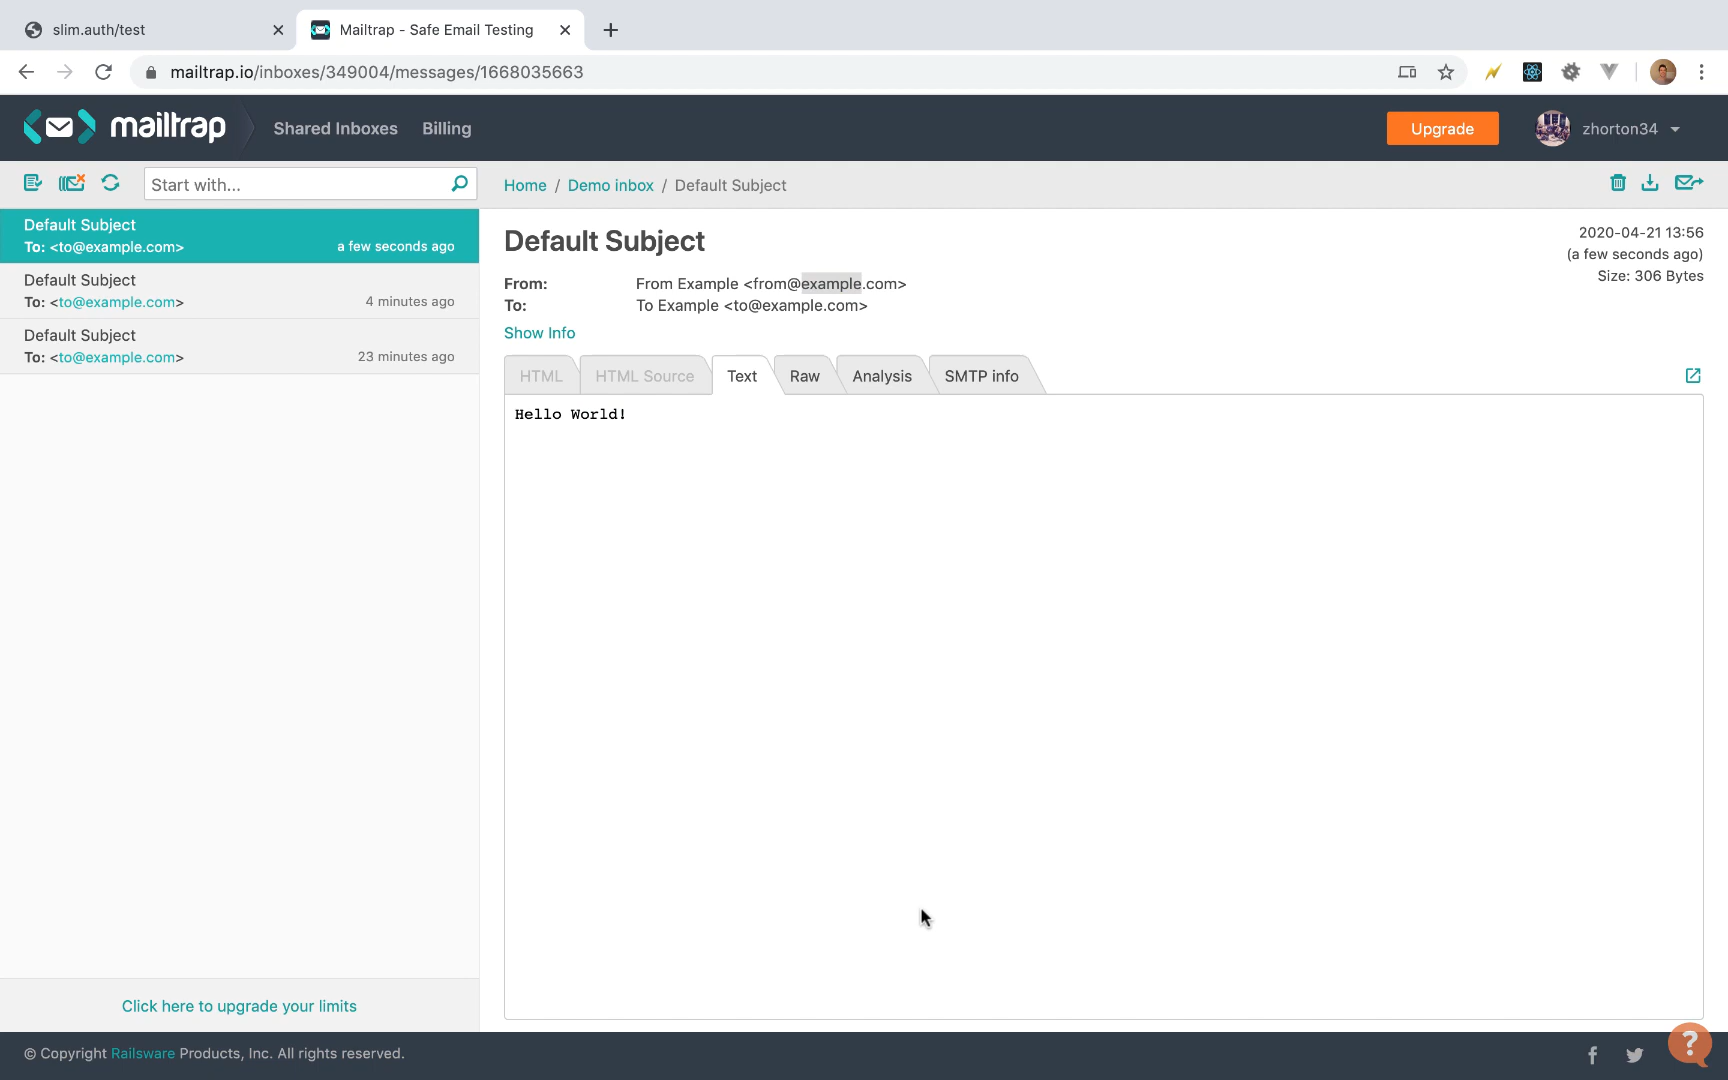 slim.auth/test
Mailtrap - Safe Email Testing
mailtrap.io/inboxes/349004/messages/1668035663
mailtrap
Shared Inboxes
Billing
Upgrade
zhorton34
Start with...
Home / Demo inbox / Default Subject
Default Subject
To: <to@example.com>
a few seconds ago
Default Subject
To: <to@example.com>
4 minutes ago
Default Subject
To: <to@example.com>
23 minutes ago
Default Subject
2020-04-21 13:56
(a few seconds ago)
Size: 306 Bytes
From: From Example <from@example.com>
To: To Example <to@example.com>
Show Info
HTML
HTML Source
Text
Raw
Analysis
SMTP info
Hello World!
Click here to upgrade your limits
© Copyright Railsware Products, Inc. All rights reserved.
?